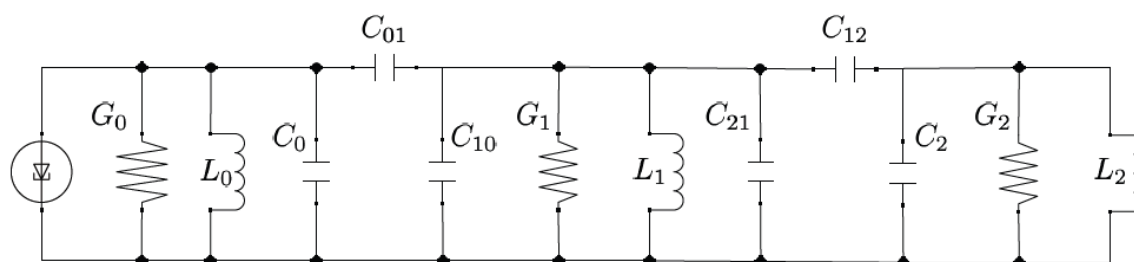 C₀₁ C₁₂
G₀ L₀ C₀ C₁₀ G₁ L₁ C₂₁ C₂ G₂ L₂